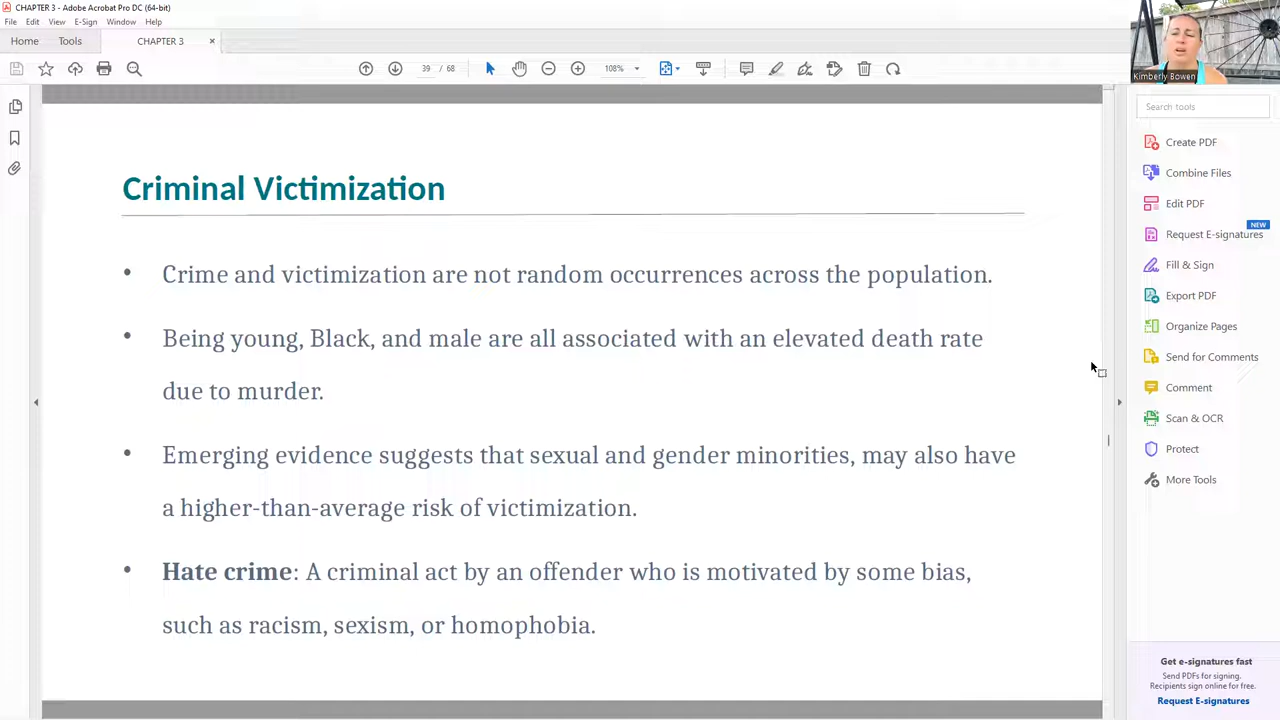 CHAPTER 3 - Adobe Acrobat Pro DC (64-bit)
File Edit View E-Sign Window Help
Home Tools CHAPTER 3 ×
39 / 68 108%
Kimberly Bowen
Search tools
Create PDF
Combine Files
Edit PDF
NEW
Request E-signatures
Fill & Sign
Export PDF
Organize Pages
Send for Comments
Comment
Scan & OCR
Protect
More Tools
Get e-signatures fast
Send PDFs for signing.
Recipients sign online for free.
Request E-signatures
Criminal Victimization
• Crime and victimization are not random occurrences across the population.
• Being young, Black, and male are all associated with an elevated death rate
due to murder.
• Emerging evidence suggests that sexual and gender minorities, may also have
a higher-than-average risk of victimization.
• Hate crime: A criminal act by an offender who is motivated by some bias,
such as racism, sexism, or homophobia.